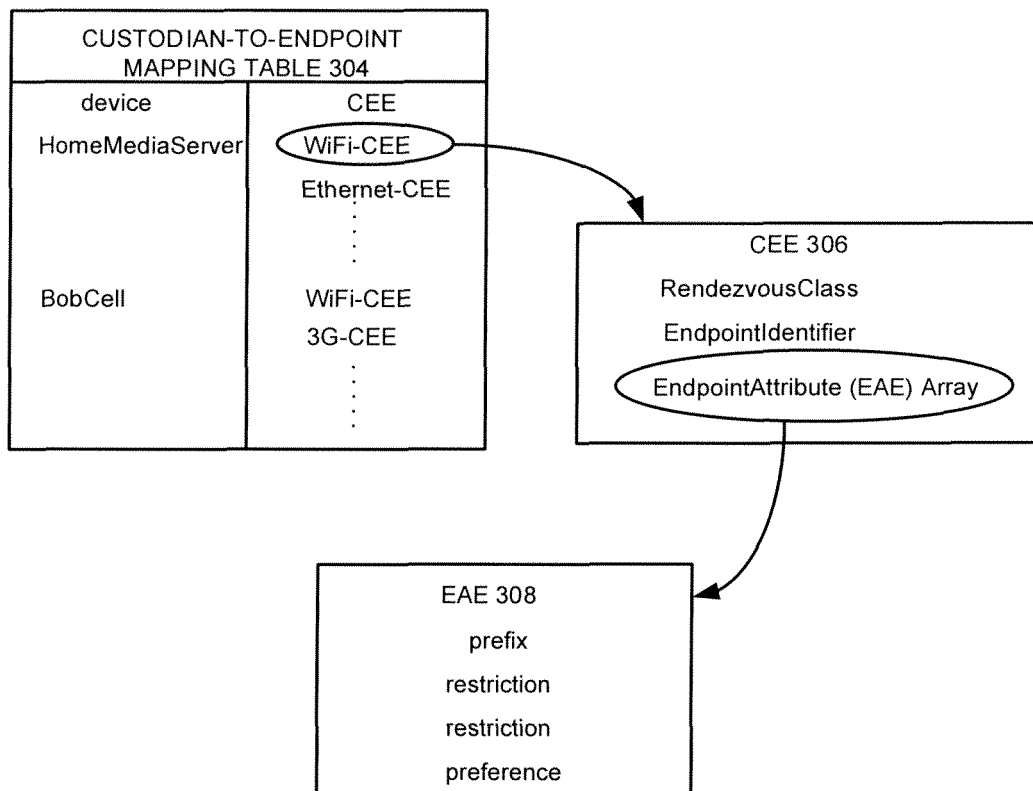 CUSTODIAN-TO-ENDPOINT
MAPPING TABLE 304
device CEE
HomeMediaServer WiFi-CEE
Ethernet-CEE
BobCell WiFi-CEE
3G-CEE
CEE 306
RendezvousClass
EndpointIdentifier
EndpointAttribute (EAE) Array
EAE 308
prefix
restriction
restriction
preference